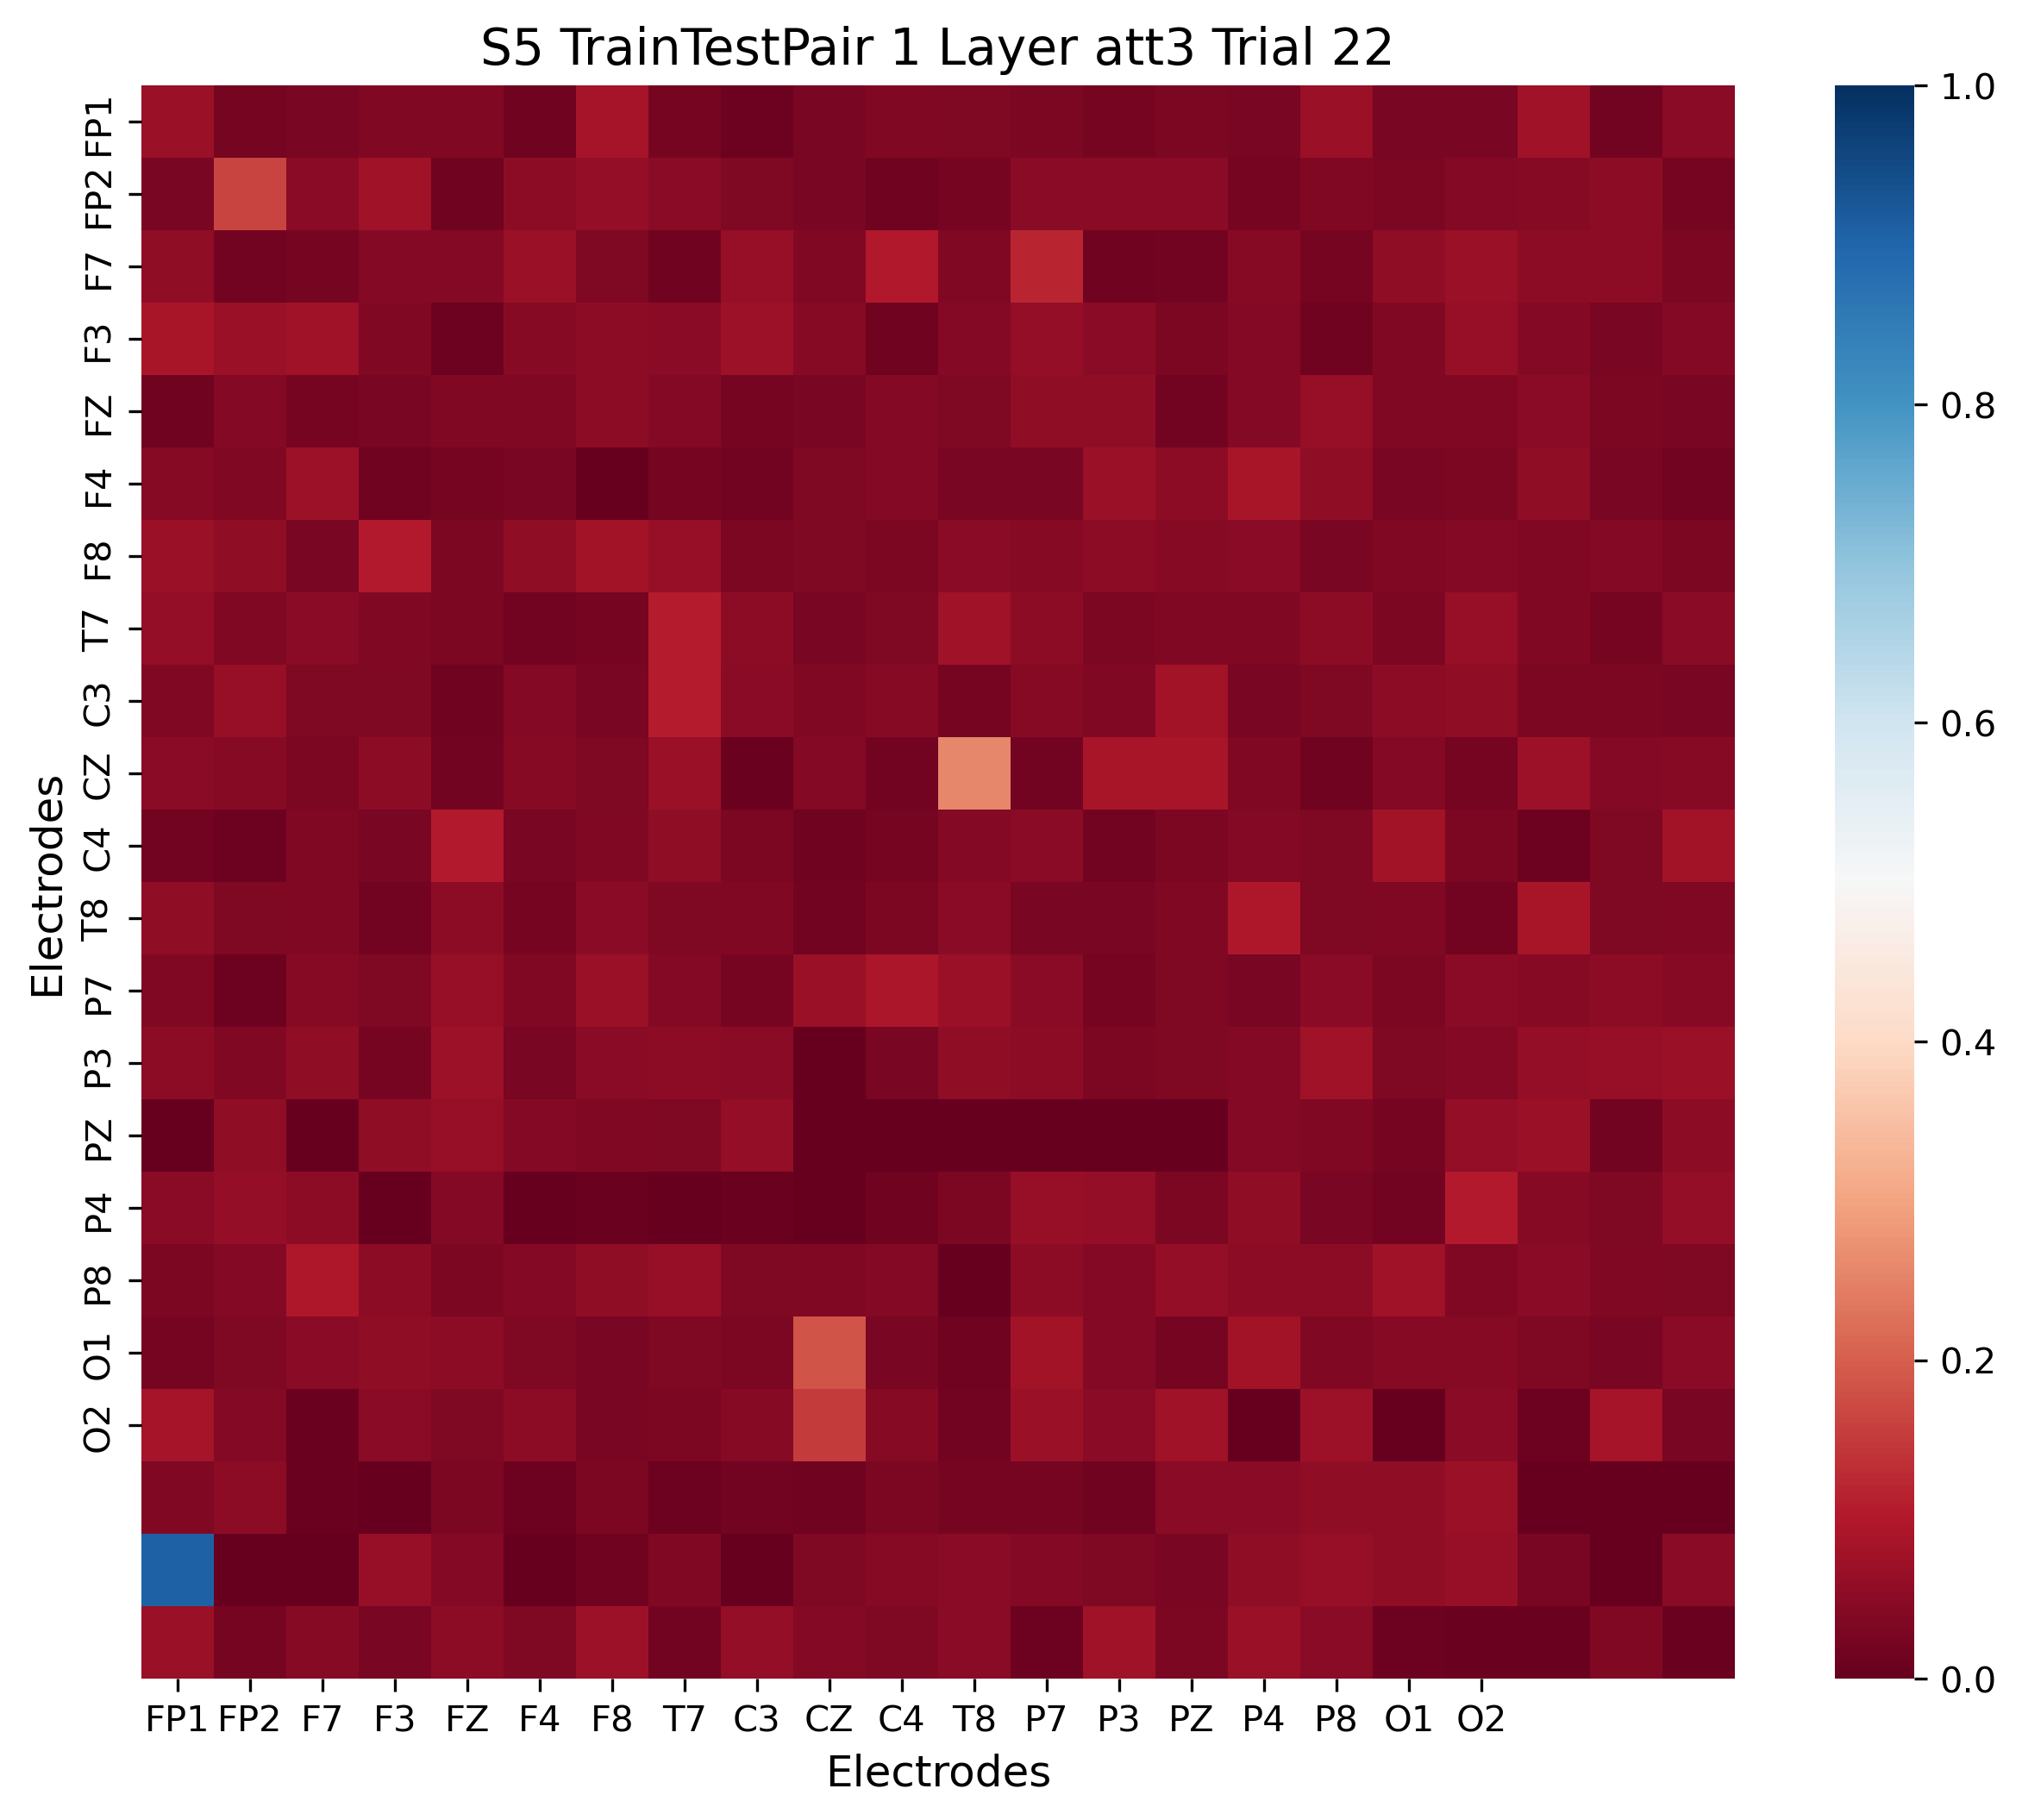 S5 TrainTestPair 1 Layer att3 Trial 22
Electrodes
FP1
FP2
F7
F3
FZ
F4
F8
T7
C3
CZ
C4
T8
P7
P3
PZ
P4
P8
O1
O2
FP1 FP2 F7 F3 FZ F4 F8 T7 C3 CZ C4 T8 P7 P3 PZ P4 P8 O1 O2
Electrodes
1.0
0.8
0.6
0.4
0.2
0.0